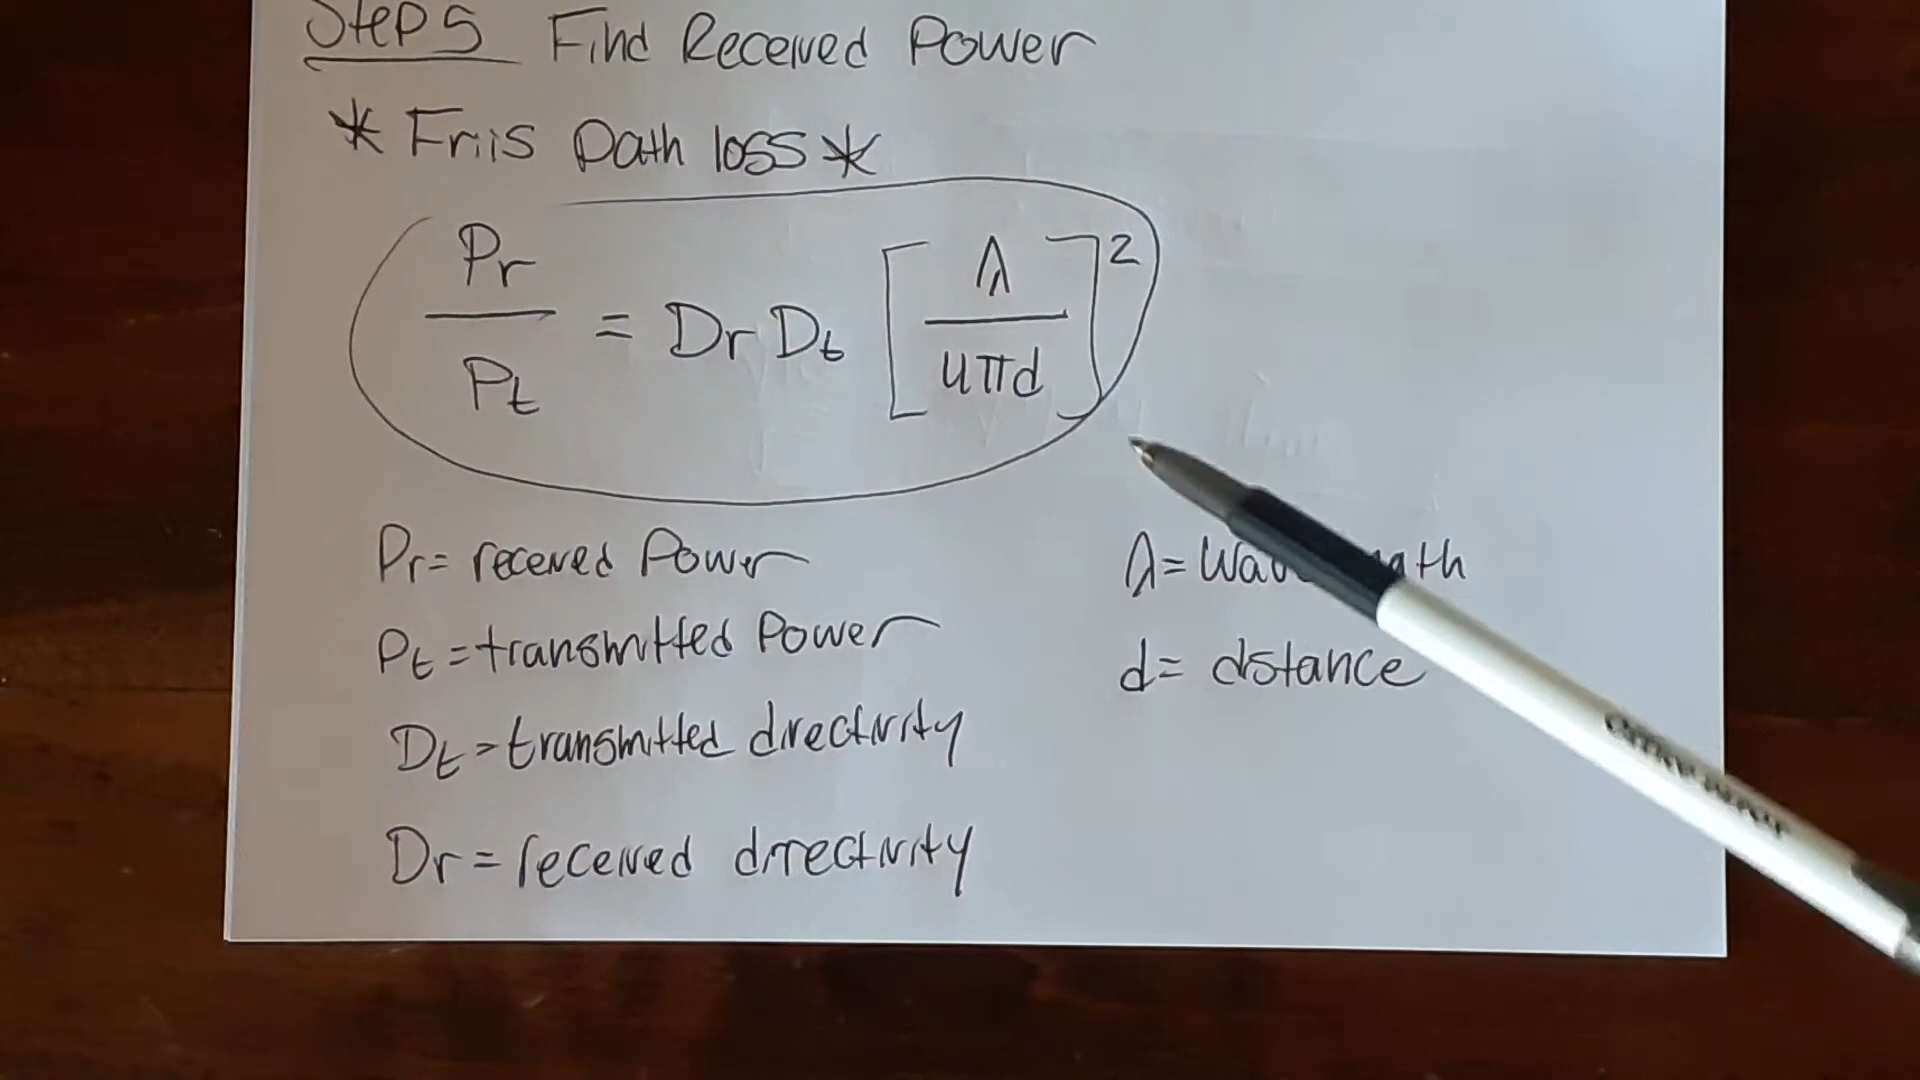 Step 5 Find Received Power
* Friis Path loss *
Pr
Pt
= Dr Dt [ λ / 4πd ]²
Pr = received Power
Pt = transmitted Power
Dt = transmitted directivity
Dr = received directivity
λ =
d = distance